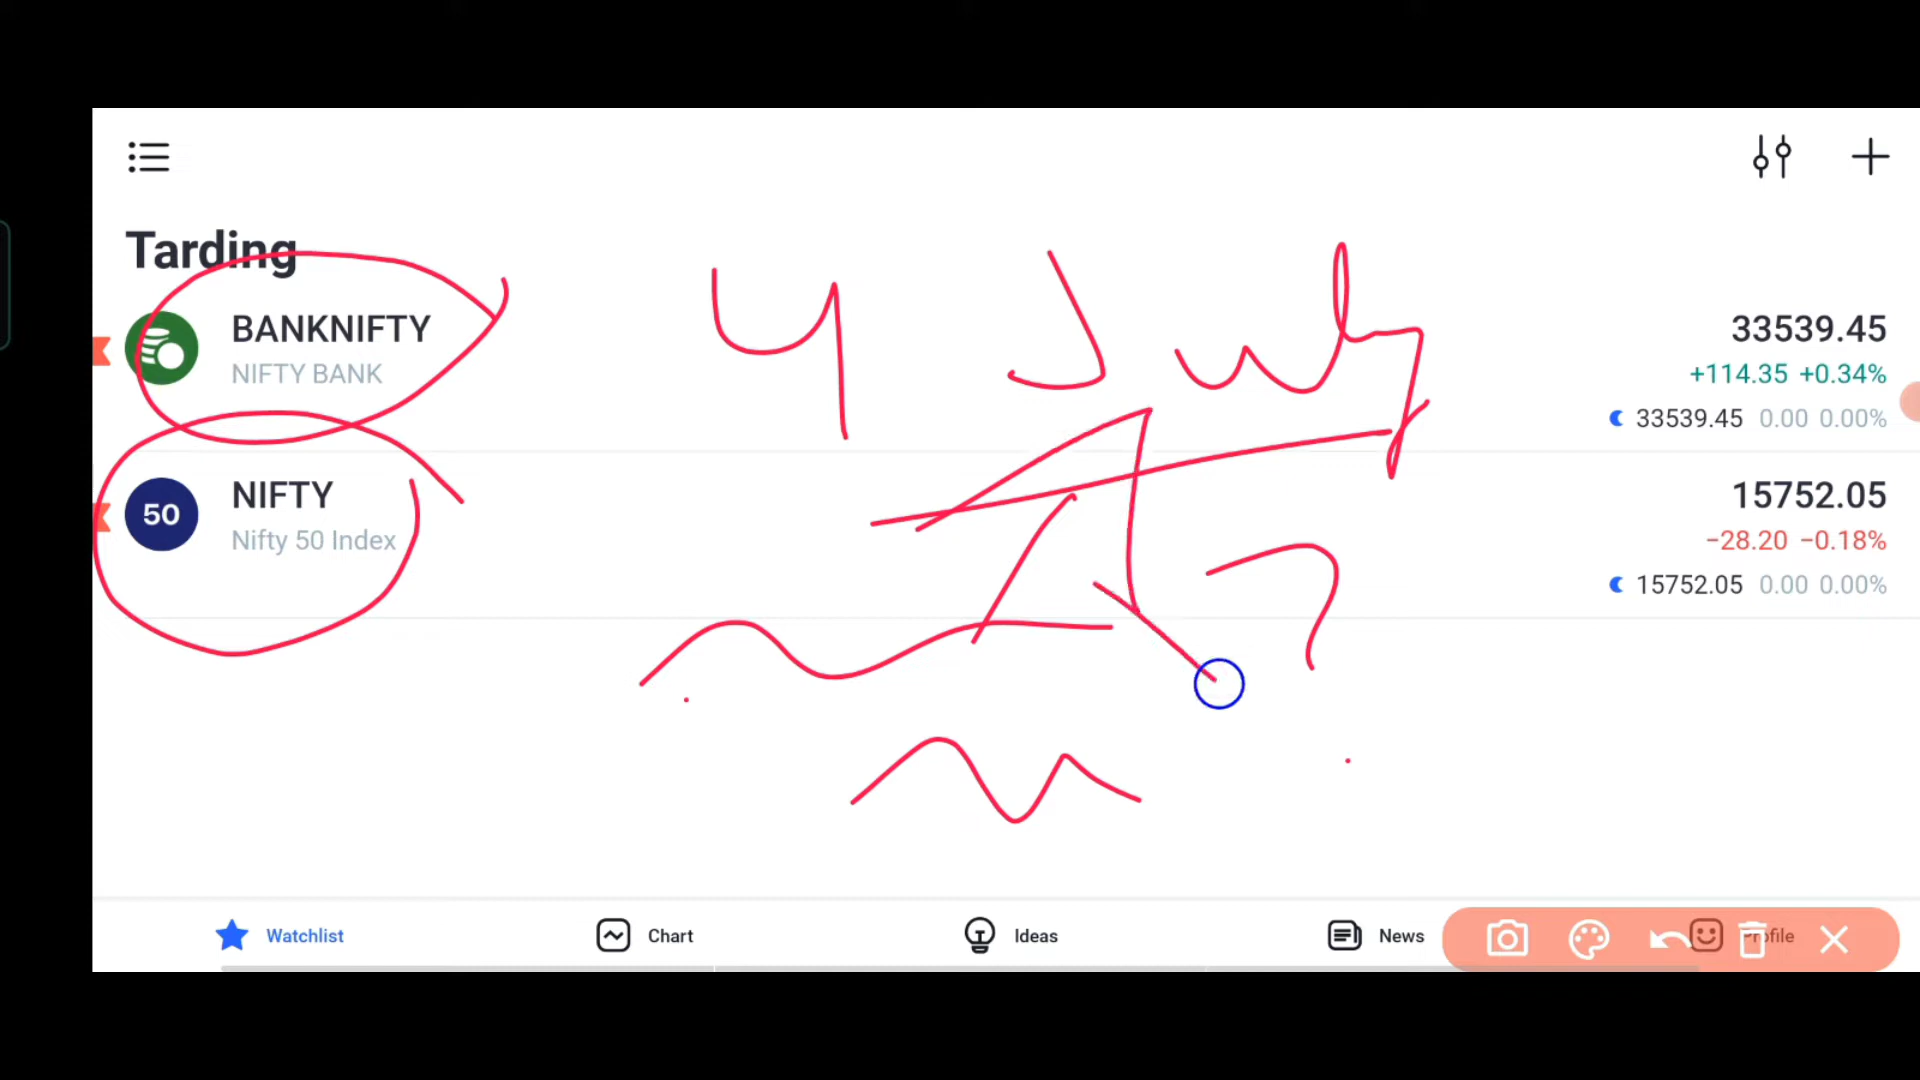 Tarding
4 July
BANKNIFTY 33539.45
NIFTY BANK +114.35 +0.34%
33539.45 0.00 0.00%
50 NIFTY 15752.05
Nifty 50 Index −28.20 −0.18%
15752.05 0.00 0.00%
Watchlist Chart Ideas News Profile